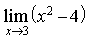 lim(x² − 4)
x→3